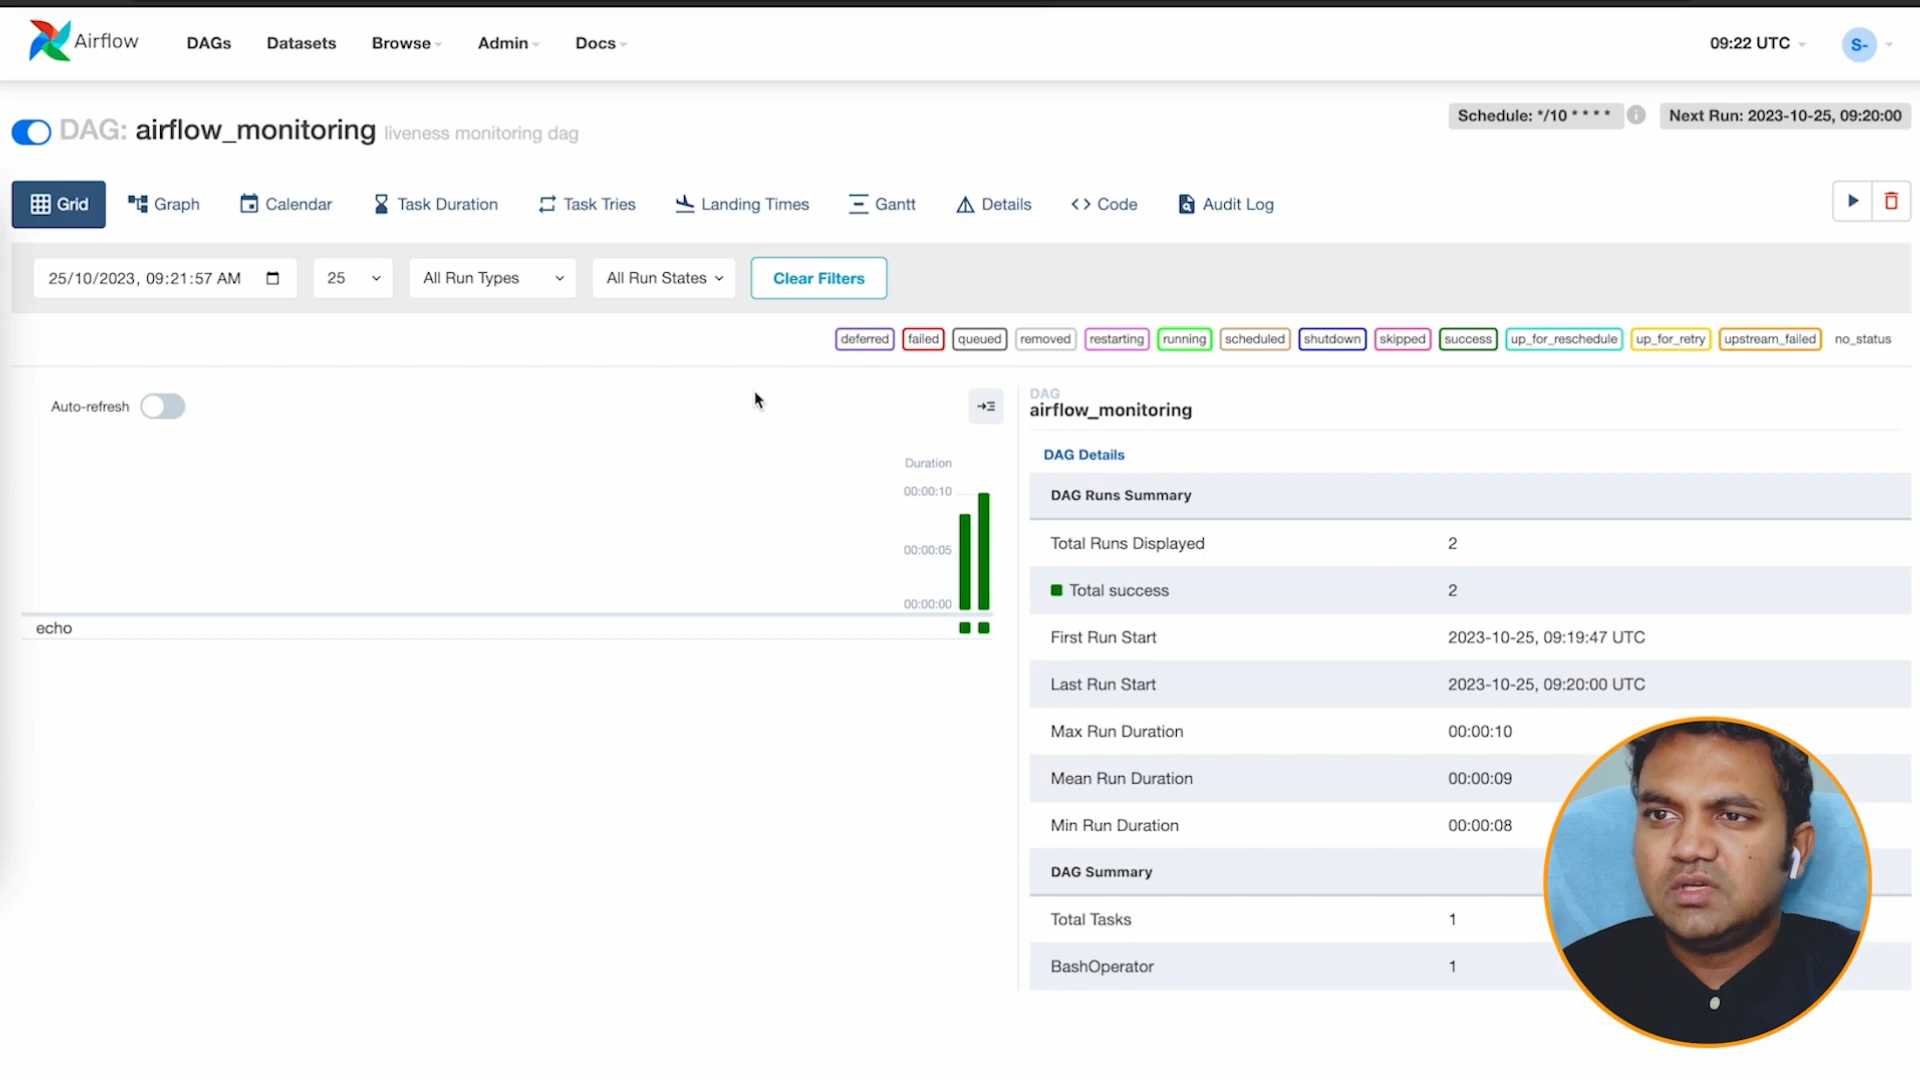 Airflow DAGs Datasets Browse Admin Docs 09:22 UTC S-
DAG: airflow_monitoring liveness monitoring dag
Schedule: */10 * * * * Next Run: 2023-10-25, 09:20:00
Grid Graph Calendar Task Duration Task Tries Landing Times Gantt Details Code Audit Log
25/10/2023, 09:21:57 AM 25 All Run Types All Run States Clear Filters
deferred failed queued removed restarting running scheduled shutdown skipped success up_for_reschedule up_for_retry upstream_failed no_status
Auto-refresh
Duration
00:00:10
00:00:05
00:00:00
echo
DAG
airflow_monitoring
DAG Details
DAG Runs Summary
Total Runs Displayed 2
Total success 2
First Run Start 2023-10-25, 09:19:47 UTC
Last Run Start 2023-10-25, 09:20:00 UTC
Max Run Duration 00:00:10
Mean Run Duration 00:00:09
Min Run Duration 00:00:08
DAG Summary
Total Tasks 1
BashOperator 1